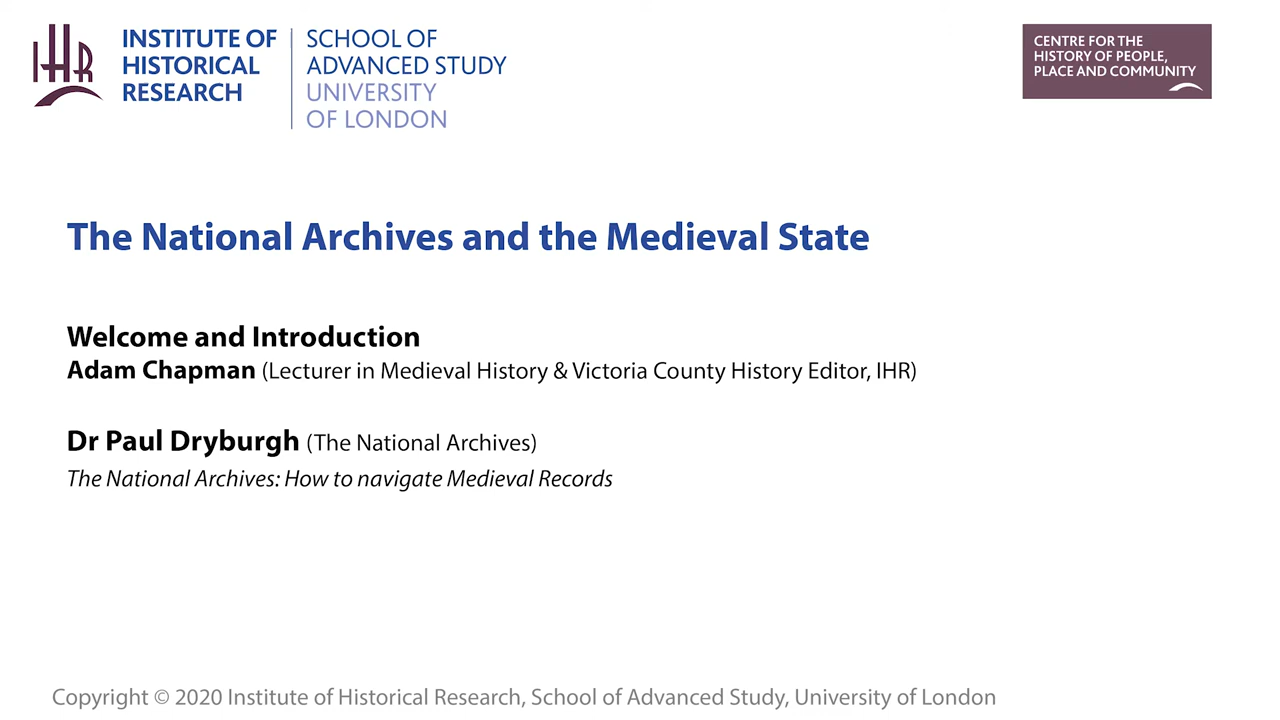 IHR
INSTITUTE OF
HISTORICAL
RESEARCH
SCHOOL OF
ADVANCED STUDY
UNIVERSITY
OF LONDON
CENTRE FOR THE
HISTORY OF PEOPLE,
PLACE AND COMMUNITY
The National Archives and the Medieval State
Welcome and Introduction
Adam Chapman (Lecturer in Medieval History & Victoria County History Editor, IHR)
Dr Paul Dryburgh (The National Archives)
The National Archives: How to navigate Medieval Records
Copyright © 2020 Institute of Historical Research, School of Advanced Study, University of London